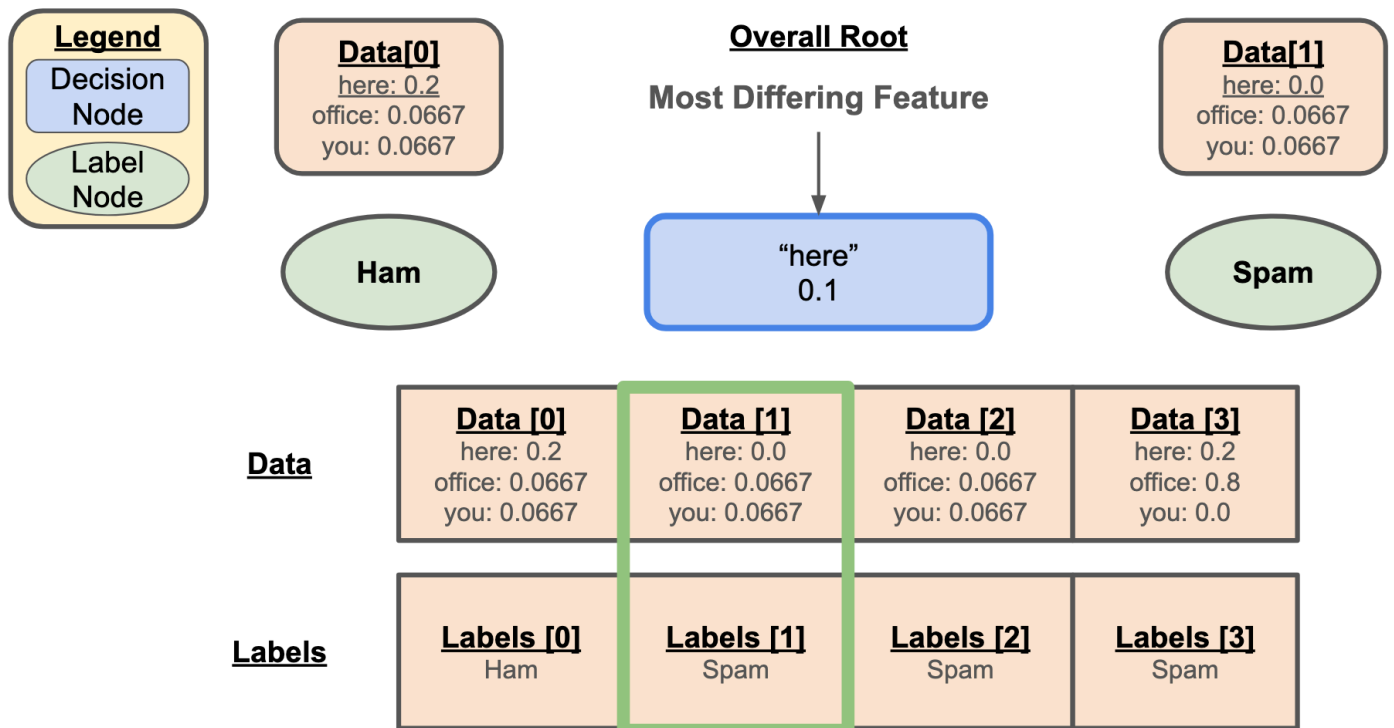 Legend
Decision
Node
Label
Node
Data[0]
here: 0.2
office: 0.0667
you: 0.0667
Overall Root
Most Differing Feature
Data[1]
here: 0.0
office: 0.0667
you: 0.0667
Ham
“here”
0.1
Spam
Data
Data [0]
here: 0.2
office: 0.0667
you: 0.0667
Data [1]
here: 0.0
office: 0.0667
you: 0.0667
Data [2]
here: 0.0
office: 0.0667
you: 0.0667
Data [3]
here: 0.2
office: 0.8
you: 0.0
Labels
Labels [0]
Ham
Labels [1]
Spam
Labels [2]
Spam
Labels [3]
Spam